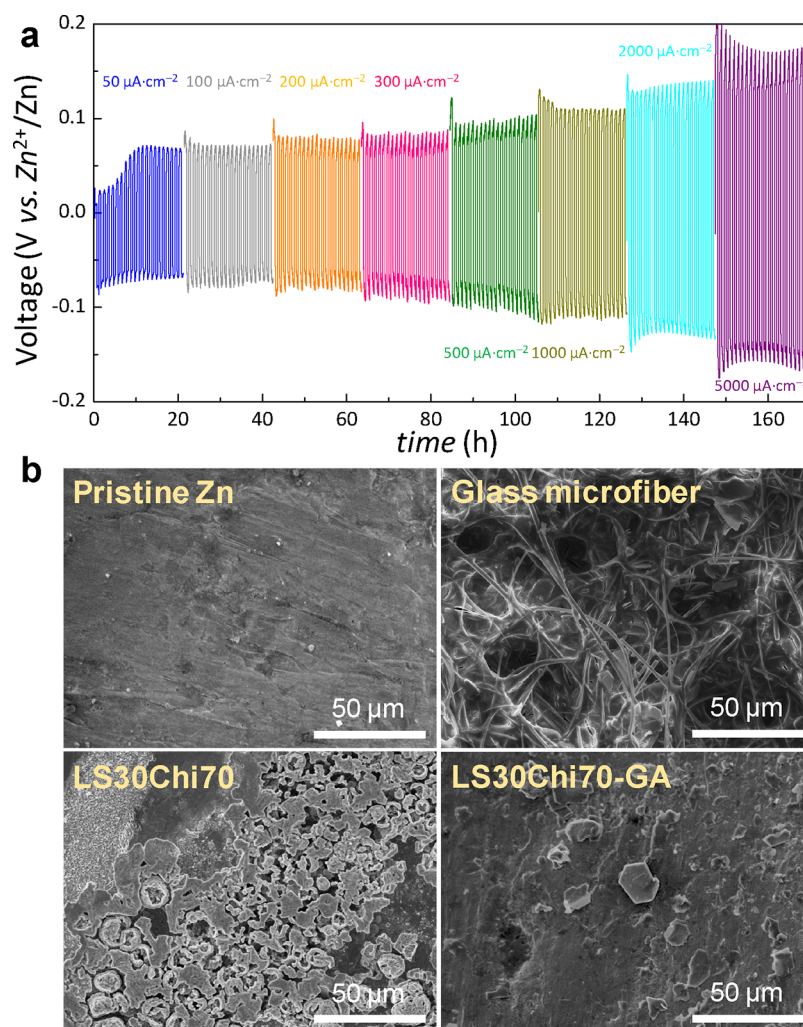 a
0.2
0.1
0.0
-0.1
-0.2
Voltage (V vs. Zn²⁺/Zn)
50 µA·cm⁻²
100 µA·cm⁻²
200 µA·cm⁻²
300 µA·cm⁻²
2000 µA·cm⁻²
500 µA·cm⁻²
1000 µA·cm⁻²
5000 µA·cm⁻²
0 20 40 60 80 100 120 140 160
time (h)
b
Pristine Zn
50 µm
Glass microfiber
50 µm
LS30Chi70
50 µm
LS30Chi70-GA
50 µm